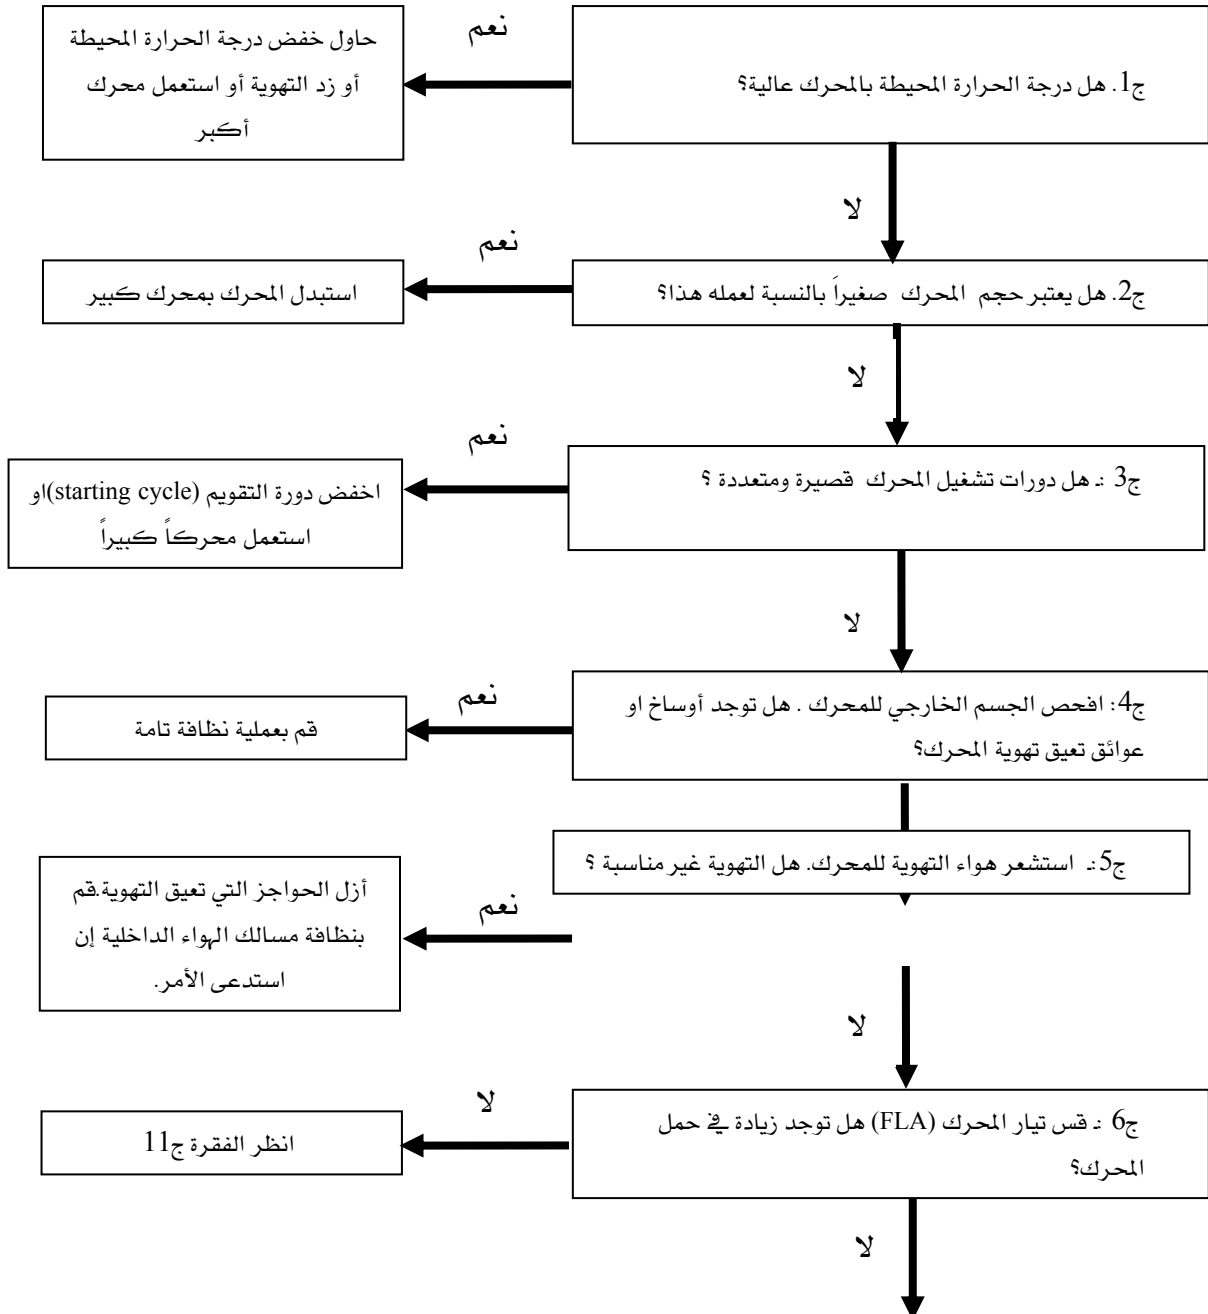 نعم
ج1. هل درجة الحرارة المحيطة بالمحرك عالية؟
حاول خفض درجة الحرارة المحيطة
أو زد التهوية أو استعمل محرك
أكبر
لا
نعم
ج2. هل يعتبر حجم المحرك صغيراَ بالنسبة لعمله هذا؟
استبدل المحرك بمحرك كبير
لا
نعم
ج3 :ـ هل دورات تشغيل المحرك قصيرة ومتعددة ؟
اخفض دورة التقويم (starting cycle)او
استعمل محركاً كبيراً
لا
نعم
ج4: افحص الجسم الخارجي للمحرك . هل توجد أوساخ او
عوائق تعيق تهوية المحرك؟
قم بعملية نظافة تامة
ج5:ـ استشعر هواء التهوية للمحرك. هل التهوية غير مناسبة ؟
نعم
أزل الحواجز التي تعيق التهوية.قم
بنظافة مسالك الهواء الداخلية إن
استدعى الأمر.
لا
لا
ج6 :ـ قس تيار المحرك (FLA) هل توجد زيادة في حمل
المحرك؟
انظر الفقرة ج11
لا